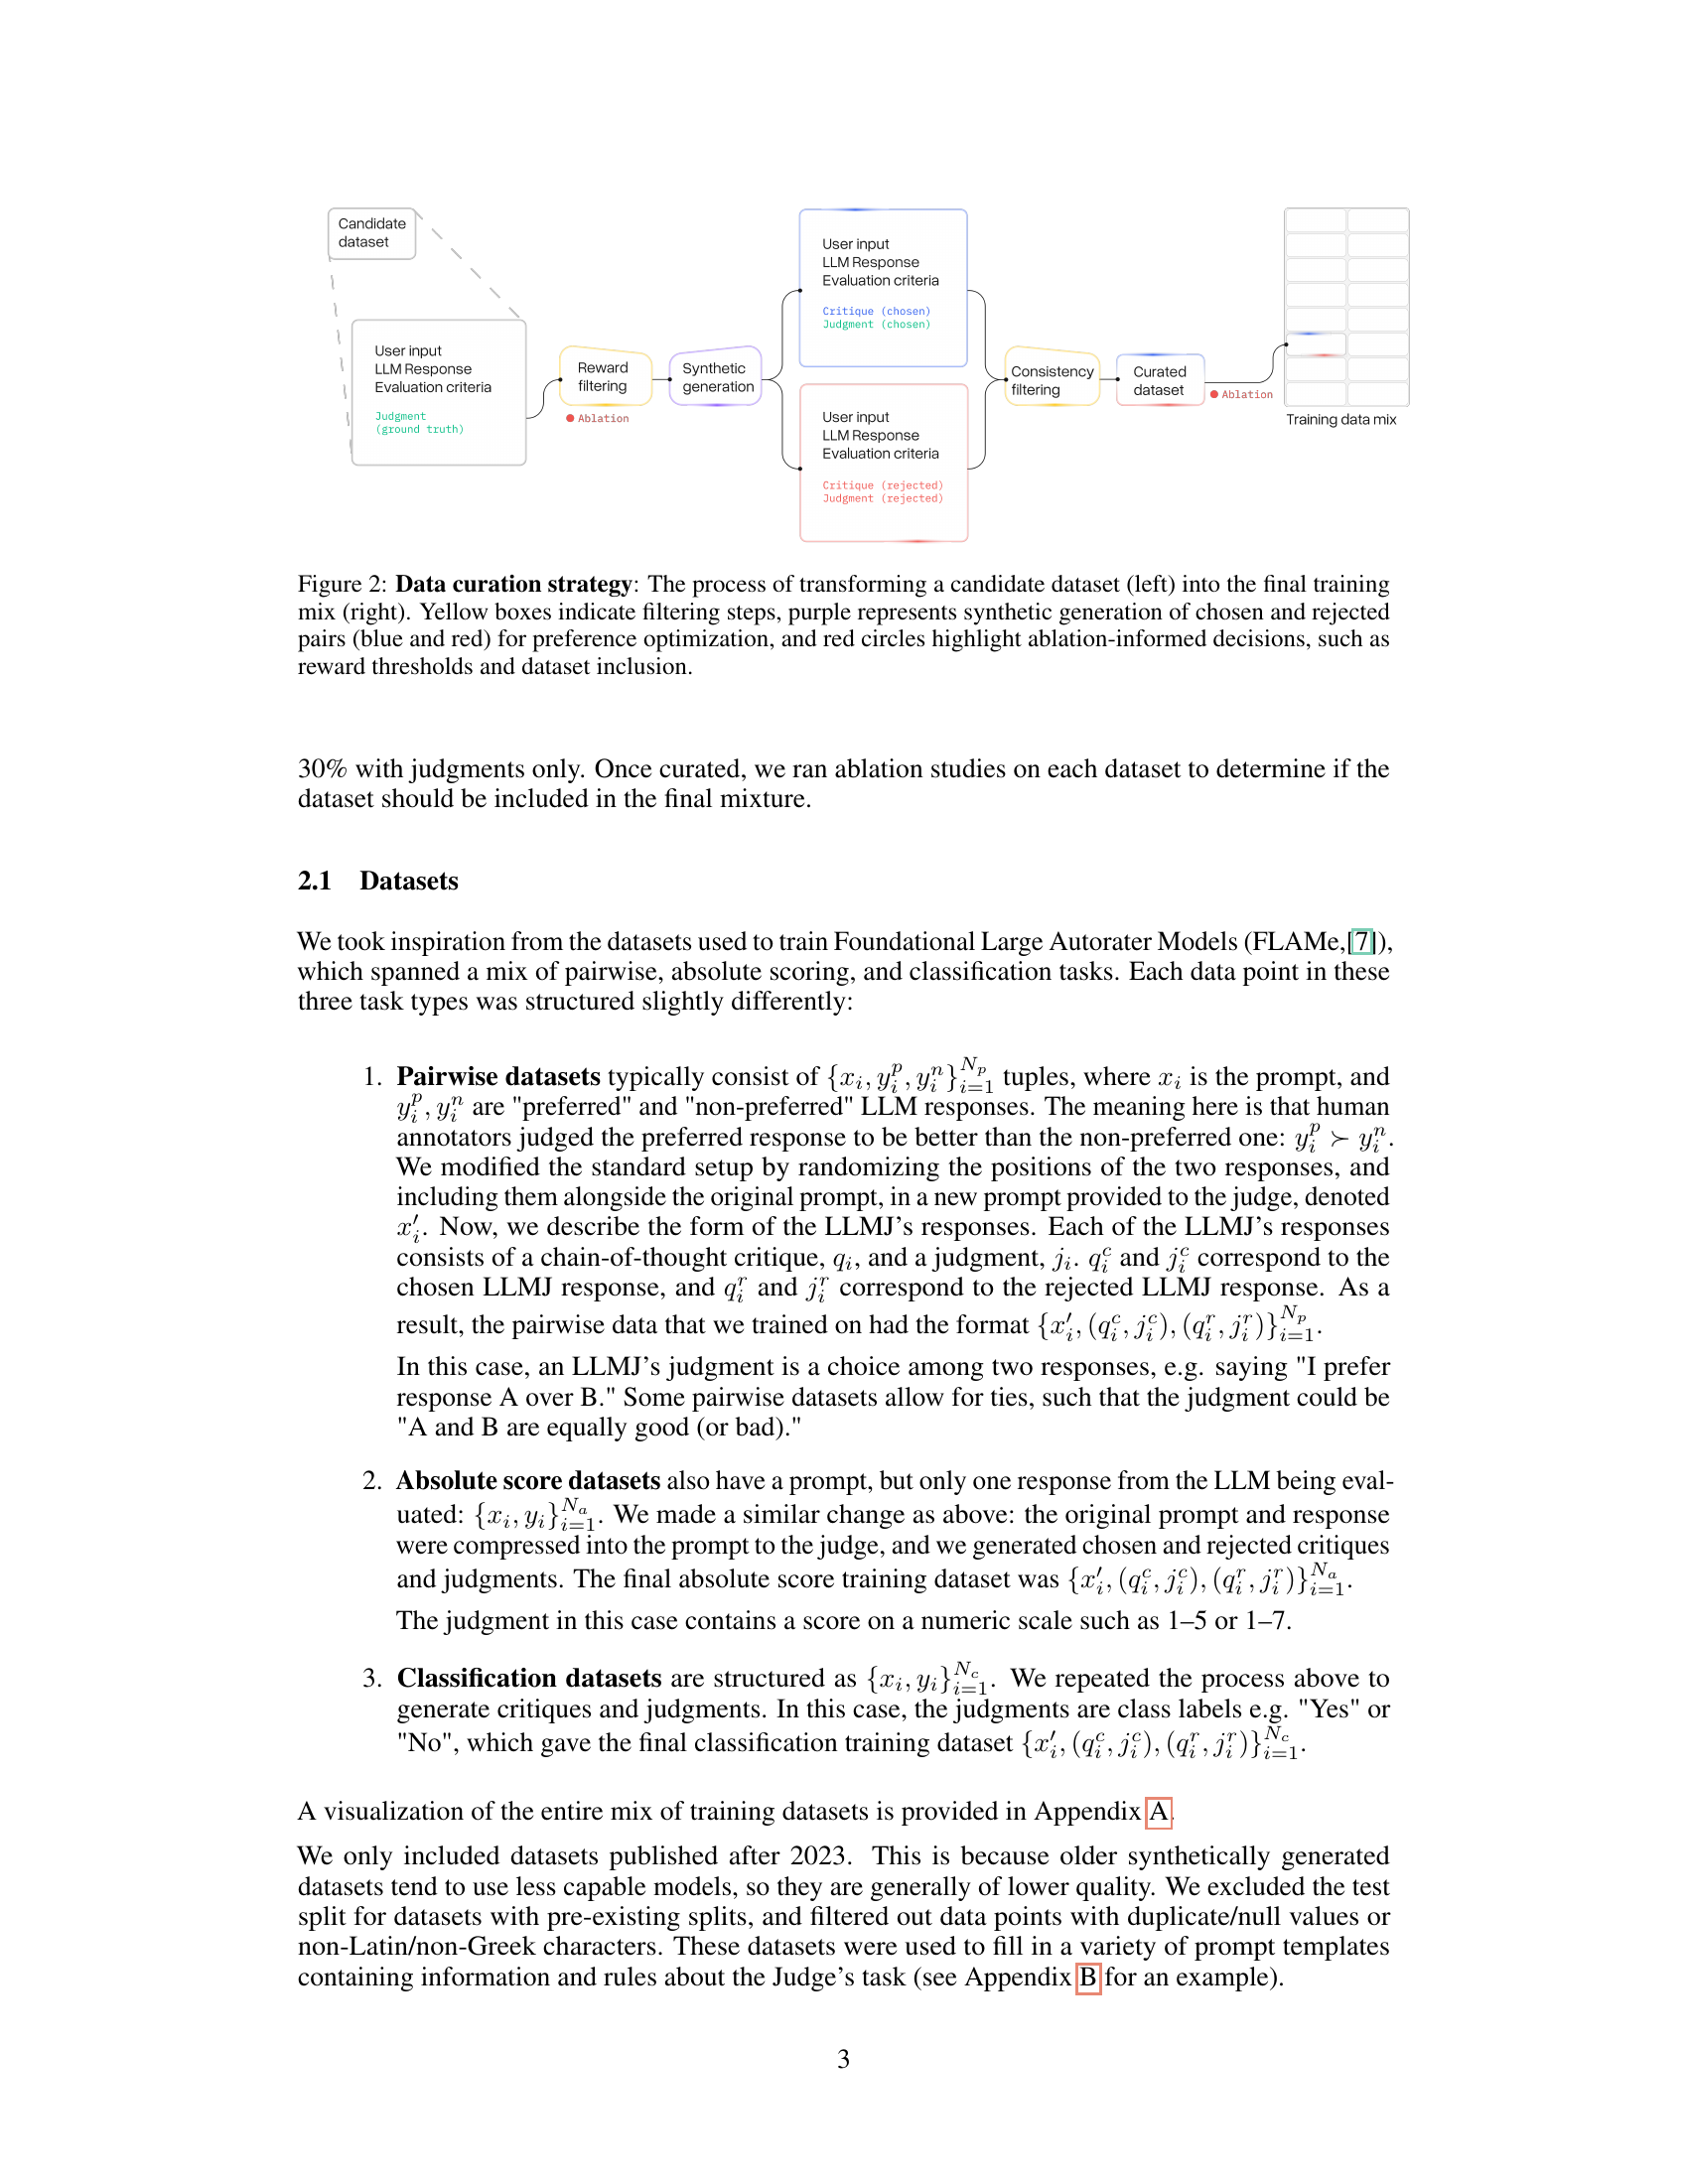 Candidate
dataset
User input
LLM Response
Evaluation criteria
Judgment
(ground truth)
Reward
filtering
Ablation
Synthetic
generation
User input
LLM Response
Evaluation criteria
Critique (chosen)
Judgment (chosen)
User input
LLM Response
Evaluation criteria
Critique (rejected)
Judgment (rejected)
Consistency
filtering
Curated
dataset
Ablation
Training data mix
Figure 2: Data curation strategy: The process of transforming a candidate dataset (left) into the final training
mix (right). Yellow boxes indicate filtering steps, purple represents synthetic generation of chosen and rejected
pairs (blue and red) for preference optimization, and red circles highlight ablation-informed decisions, such as
reward thresholds and dataset inclusion.
30% with judgments only. Once curated, we ran ablation studies on each dataset to determine if the
dataset should be included in the final mixture.
2.1 Datasets
We took inspiration from the datasets used to train Foundational Large Autorater Models (FLAMe,[7]),
which spanned a mix of pairwise, absolute scoring, and classification tasks. Each data point in these
three task types was structured slightly differently:
1. Pairwise datasets typically consist of $\{x_i, y_i^p, y_i^n\}_{i=1}^{N_p}$ tuples, where $x_i$ is the prompt, and
$y_i^p, y_i^n$ are "preferred" and "non-preferred" LLM responses. The meaning here is that human
annotators judged the preferred response to be better than the non-preferred one: $y_i^p \succ y_i^n$.
We modified the standard setup by randomizing the positions of the two responses, and
including them alongside the original prompt, in a new prompt provided to the judge, denoted
$x_i'$. Now, we describe the form of the LLMJ's responses. Each of the LLMJ's responses
consists of a chain-of-thought critique, $q_i$, and a judgment, $j_i$. $q_i^c$ and $j_i^c$ correspond to the
chosen LLMJ response, and $q_i^r$ and $j_i^r$ correspond to the rejected LLMJ response. As a
result, the pairwise data that we trained on had the format $\{x_i', (q_i^c, j_i^c), (q_i^r, j_i^r)\}_{i=1}^{N_p}$.
In this case, an LLMJ's judgment is a choice among two responses, e.g. saying "I prefer
response A over B." Some pairwise datasets allow for ties, such that the judgment could be
"A and B are equally good (or bad)."
2. Absolute score datasets also have a prompt, but only one response from the LLM being eval-
uated: $\{x_i, y_i\}_{i=1}^{N_a}$. We made a similar change as above: the original prompt and response
were compressed into the prompt to the judge, and we generated chosen and rejected critiques
and judgments. The final absolute score training dataset was $\{x_i', (q_i^c, j_i^c), (q_i^r, j_i^r)\}_{i=1}^{N_a}$.
The judgment in this case contains a score on a numeric scale such as 1–5 or 1–7.
3. Classification datasets are structured as $\{x_i, y_i\}_{i=1}^{N_c}$. We repeated the process above to
generate critiques and judgments. In this case, the judgments are class labels e.g. "Yes" or
"No", which gave the final classification training dataset $\{x_i', (q_i^c, j_i^c), (q_i^r, j_i^r)\}_{i=1}^{N_c}$.
A visualization of the entire mix of training datasets is provided in Appendix A.
We only included datasets published after 2023. This is because older synthetically generated
datasets tend to use less capable models, so they are generally of lower quality. We excluded the test
split for datasets with pre-existing splits, and filtered out data points with duplicate/null values or
non-Latin/non-Greek characters. These datasets were used to fill in a variety of prompt templates
containing information and rules about the Judge's task (see Appendix B for an example).
3